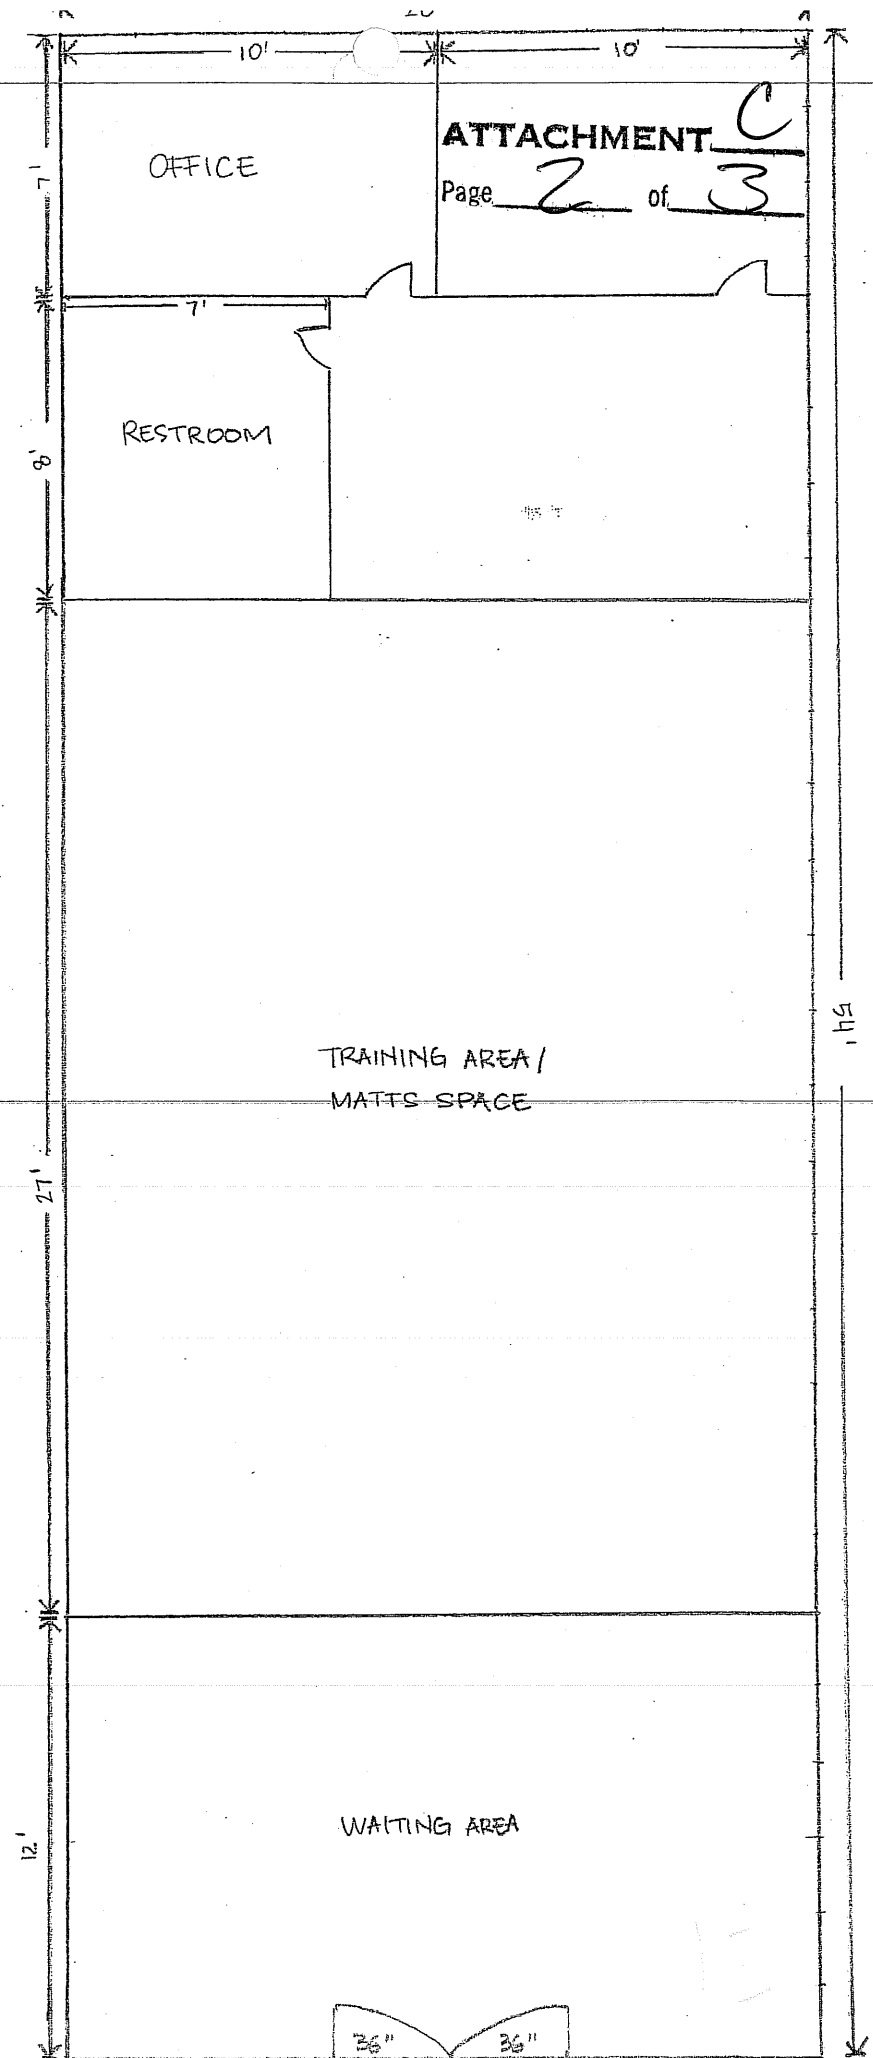 10'
10'
ATTACHMENT C
Page 2 of 3
OFFICE
7'
7'
RESTROOM
8'
54'
TRAINING AREA/
MATTS SPACE
27'
WAITING AREA
12'
36" 36"